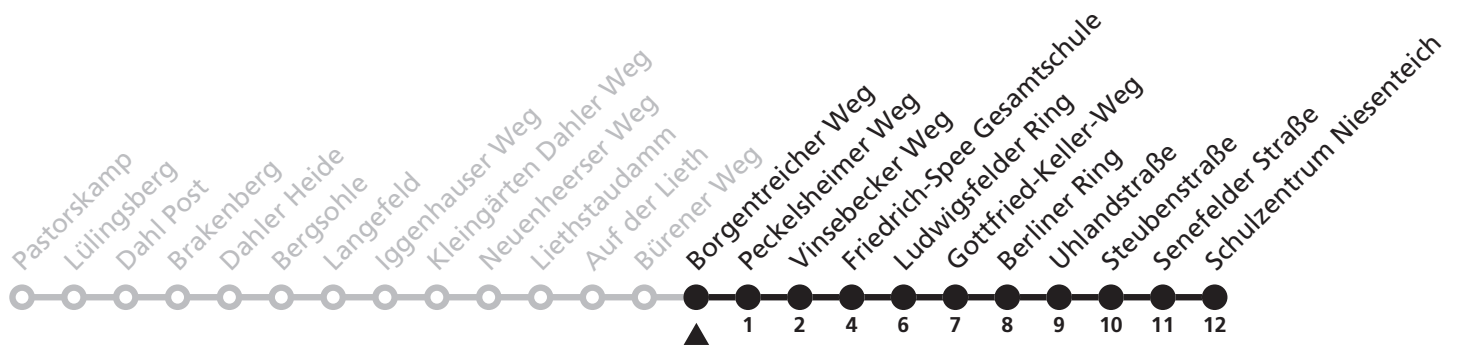 Pastorskamp
Lülingsberg
Dahl Post
Brakenberg
Dahler Heide
Bergsohle
Langefeld
Iggenhauser Weg
Kleingärten Dahler Weg
Neuenheerser Weg
Liethstaudamm
Auf der Lieth
Bürener Weg
Borgentreicher Weg
Peckelsheimer Weg
Vinsebecker Weg
Friedrich-Spee Gesamtschule
Ludwigsfelder Ring
Gottfried-Keller-Weg
Berliner Ring
Uhlandstraße
Steubenstraße
Senefelder Straße
Schulzentrum Niesenteich
1 2 4 6 7 8 9 10 11 12